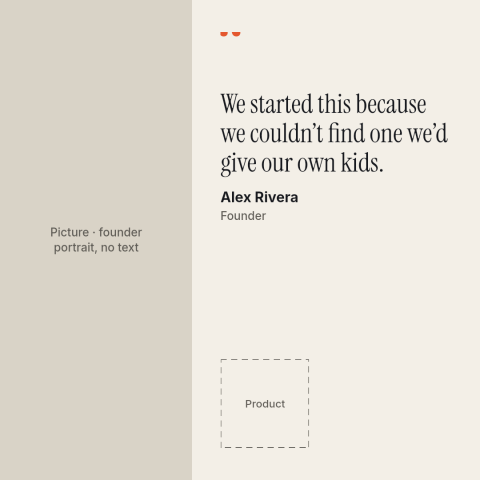 Picture · founder
portrait, no text
We started this because
we couldn’t find one we’d
give our own kids.
Alex Rivera
Founder
Product